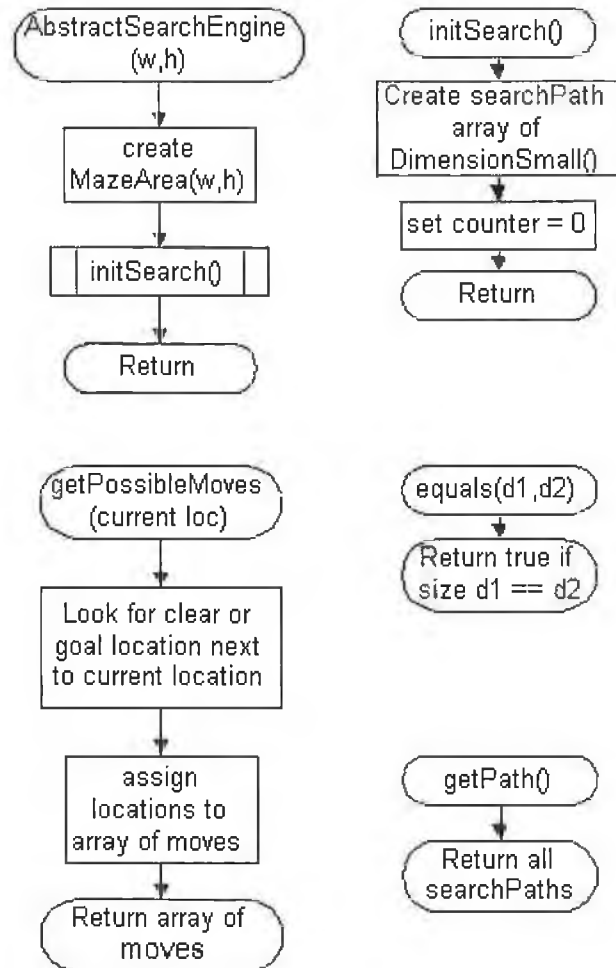 AbstractSearchEngine
(w,h)
create
MazeArea(w,h)
initSearch()
Return
initSearch()
Create searchPath
array of
DimensionSmall()
set counter = 0
Return
getPossibleMoves
(current loc)
Look for clear or
goal location next
to current location
assign
locations to
array of moves
Return array of
moves
equals(d1,d2)
Return true if
size d1 == d2
getPath()
Return all
searchPaths